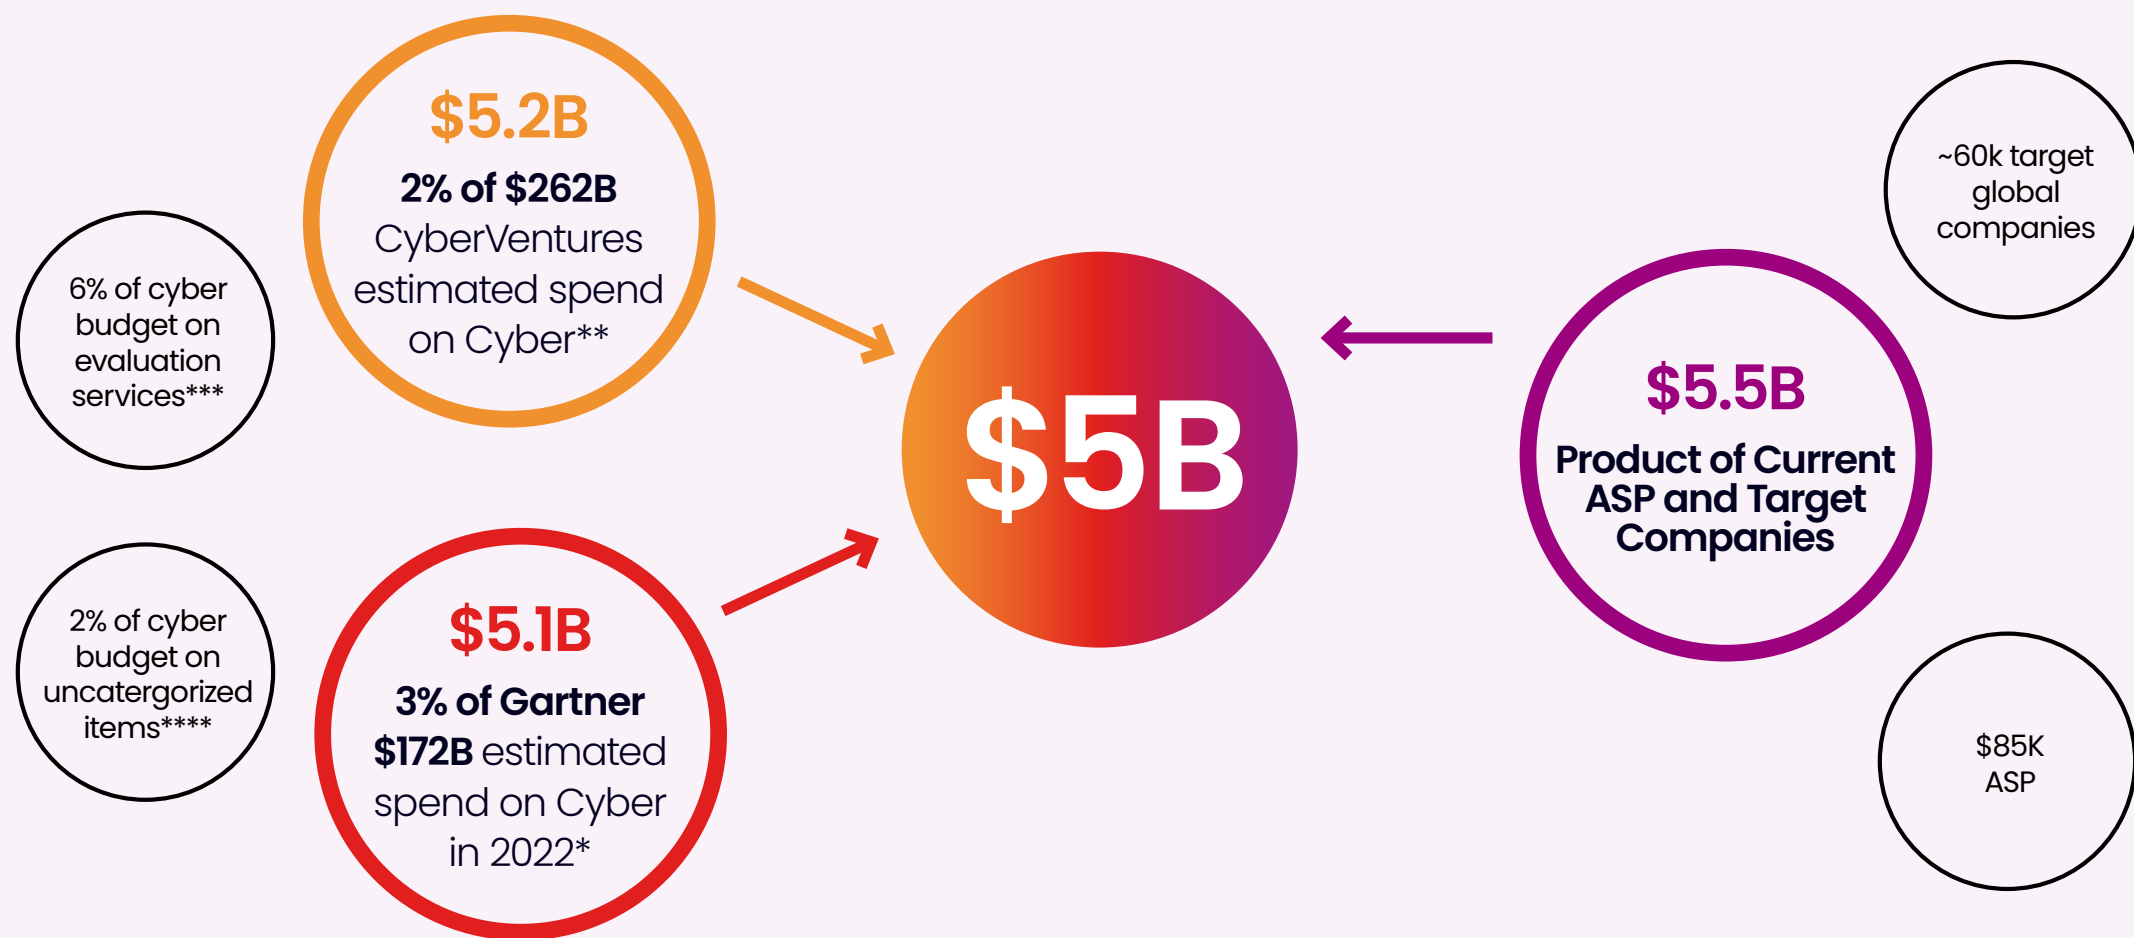 6% of cyber
budget on
evaluation
services***
2% of cyber
budget on
uncatergorized
items****
$5.2B
2% of $262B
CyberVentures
estimated spend
on Cyber**
$5.1B
3% of Gartner
$172B estimated
spend on Cyber
in 2022*
$5B
$5.5B
Product of Current
ASP and Target
Companies
~60k target
global
companies
$85K
ASP